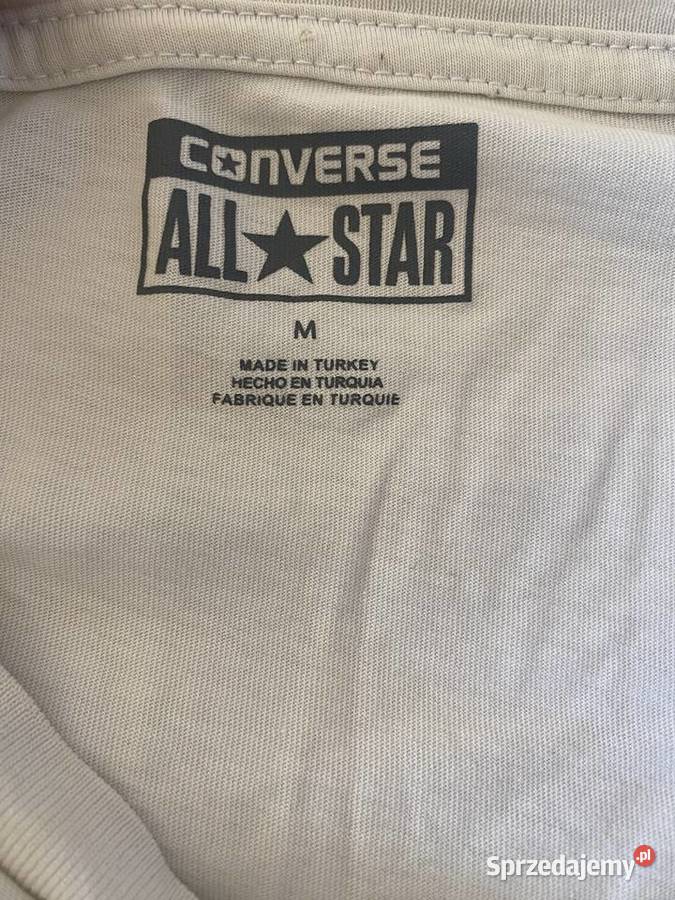 CONVERSE
ALL★STAR
M
MADE IN TURKEY
HECHO EN TURQUIA
FABRIQUE EN TURQUIE
Sprzedajemy.pl